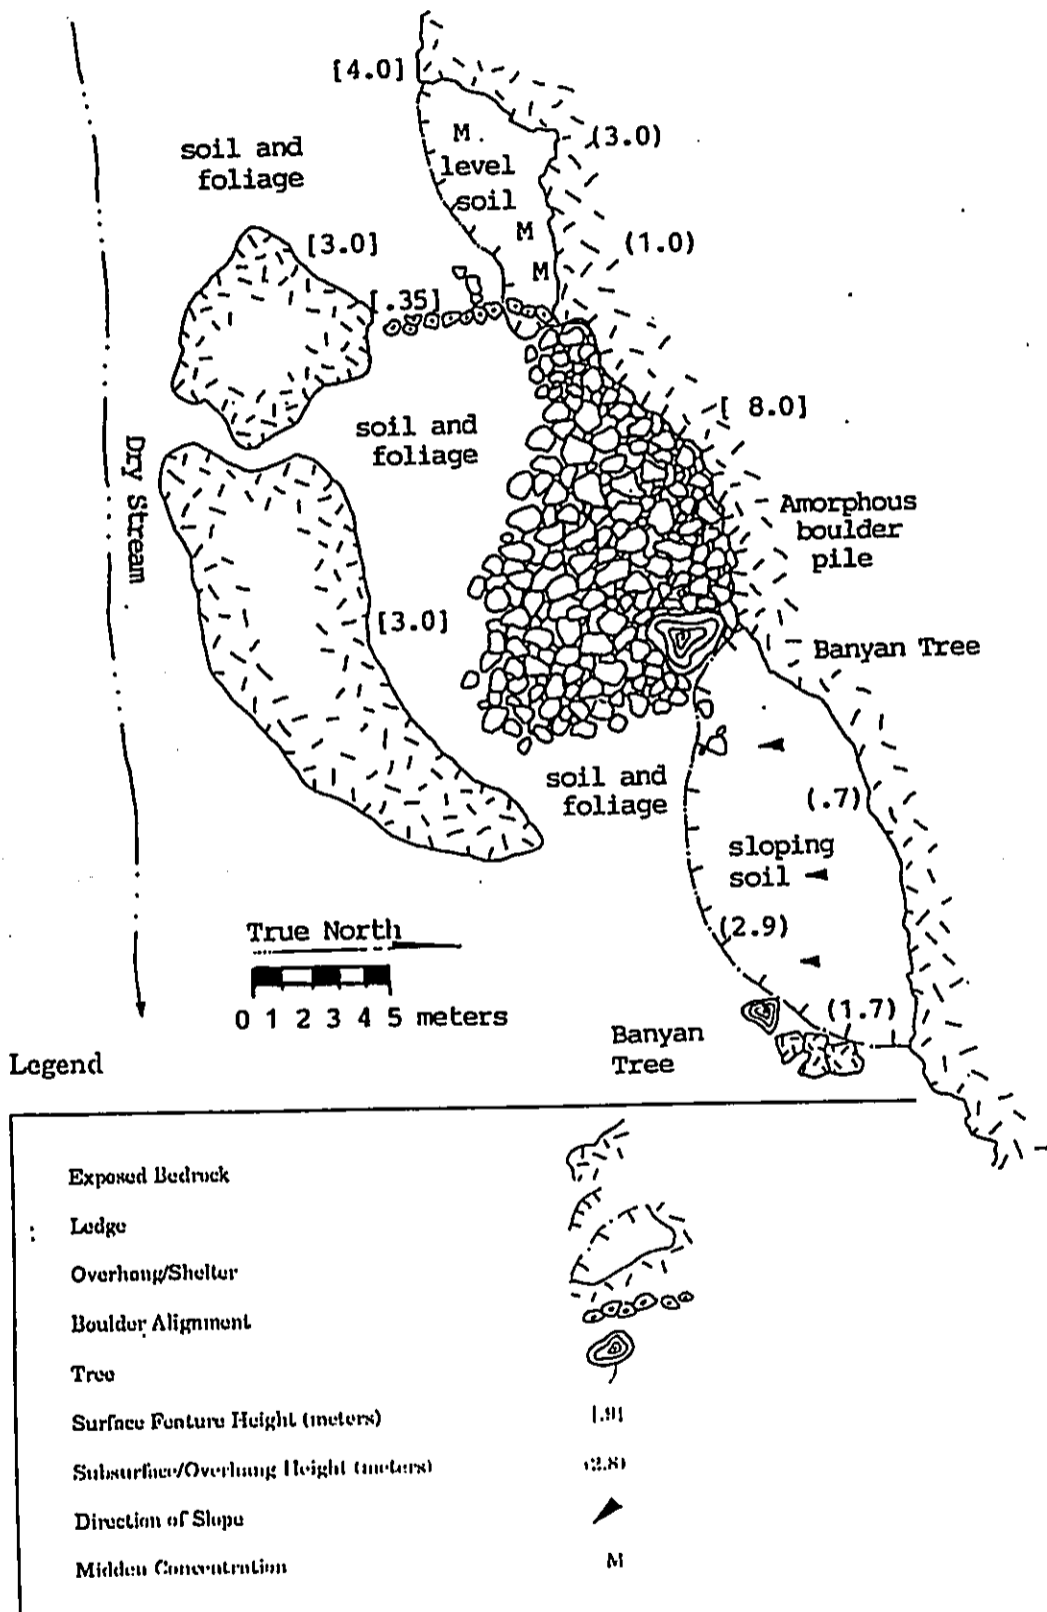 [4.0]
M.
level
soil
(3.0)
soil and
foliage
M
[3.0]
(1.0)
M
[.35]
[ 8.0]
soil and
foliage
Dry Stream
Amorphous
boulder
pile
[3.0]
Banyan Tree
soil and
foliage
(.7)
sloping
soil
(2.9)
True North
0 1 2 3 4 5 meters
(1.7)
Banyan
Tree
Legend
Exposed Bedrock
Ledge
Overhang/Shelter
Boulder Alignment
Tree
Surface Feature Height (meters)
[.9]
Subsurface/Overhang Height (meters)
(2.8)
Direction of Slope
Midden Concentration
M